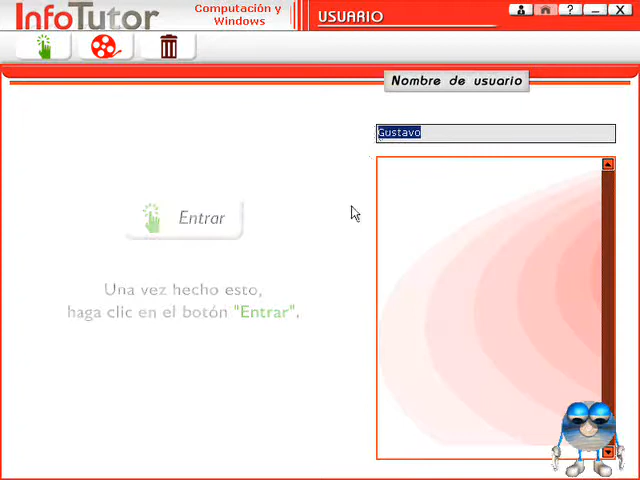 InfoTutor
Computación y
Windows
USUARIO
?
Nombre de usuario
Gustavo
Entrar
Una vez hecho esto,
haga clic en el botón "Entrar".